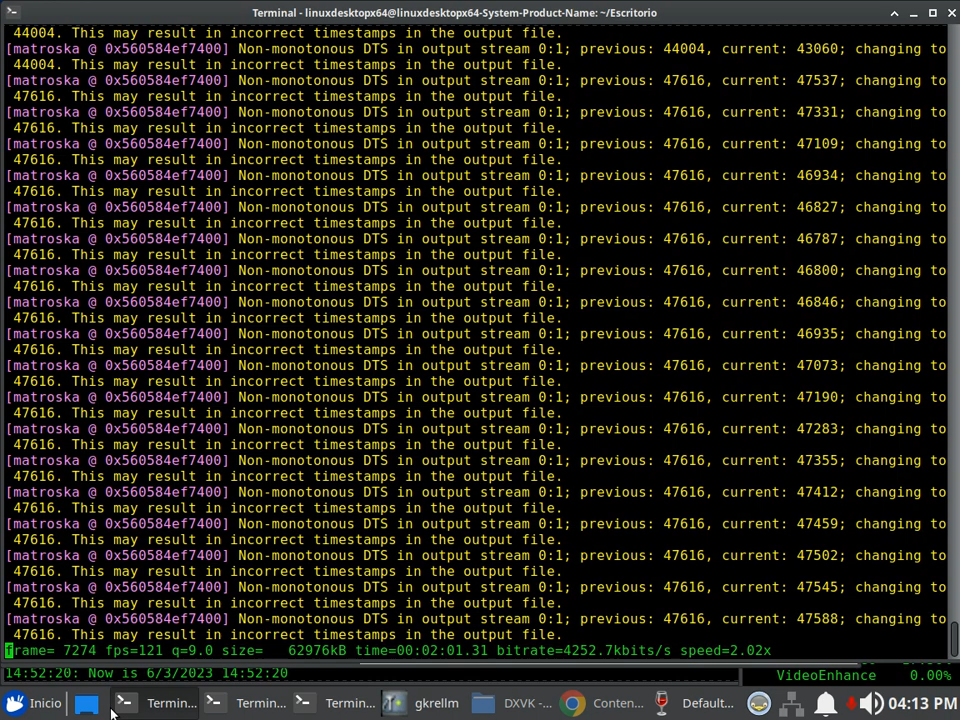 Terminal - linuxdesktopx64@linuxdesktopx64-System-Product-Name: ~/Escritorio
44004. This may result in incorrect timestamps in the output file.
[matroska @ 0x560584ef7400] Non-monotonous DTS in output stream 0:1; previous: 44004, current: 43060; changing to
44004. This may result in incorrect timestamps in the output file.
[matroska @ 0x560584ef7400] Non-monotonous DTS in output stream 0:1; previous: 47616, current: 47537; changing to
47616. This may result in incorrect timestamps in the output file.
[matroska @ 0x560584ef7400] Non-monotonous DTS in output stream 0:1; previous: 47616, current: 47331; changing to
47616. This may result in incorrect timestamps in the output file.
[matroska @ 0x560584ef7400] Non-monotonous DTS in output stream 0:1; previous: 47616, current: 47109; changing to
47616. This may result in incorrect timestamps in the output file.
[matroska @ 0x560584ef7400] Non-monotonous DTS in output stream 0:1; previous: 47616, current: 46934; changing to
47616. This may result in incorrect timestamps in the output file.
[matroska @ 0x560584ef7400] Non-monotonous DTS in output stream 0:1; previous: 47616, current: 46827; changing to
47616. This may result in incorrect timestamps in the output file.
[matroska @ 0x560584ef7400] Non-monotonous DTS in output stream 0:1; previous: 47616, current: 46787; changing to
47616. This may result in incorrect timestamps in the output file.
[matroska @ 0x560584ef7400] Non-monotonous DTS in output stream 0:1; previous: 47616, current: 46800; changing to
47616. This may result in incorrect timestamps in the output file.
[matroska @ 0x560584ef7400] Non-monotonous DTS in output stream 0:1; previous: 47616, current: 46846; changing to
47616. This may result in incorrect timestamps in the output file.
[matroska @ 0x560584ef7400] Non-monotonous DTS in output stream 0:1; previous: 47616, current: 46935; changing to
47616. This may result in incorrect timestamps in the output file.
[matroska @ 0x560584ef7400] Non-monotonous DTS in output stream 0:1; previous: 47616, current: 47073; changing to
47616. This may result in incorrect timestamps in the output file.
[matroska @ 0x560584ef7400] Non-monotonous DTS in output stream 0:1; previous: 47616, current: 47190; changing to
47616. This may result in incorrect timestamps in the output file.
[matroska @ 0x560584ef7400] Non-monotonous DTS in output stream 0:1; previous: 47616, current: 47283; changing to
47616. This may result in incorrect timestamps in the output file.
[matroska @ 0x560584ef7400] Non-monotonous DTS in output stream 0:1; previous: 47616, current: 47355; changing to
47616. This may result in incorrect timestamps in the output file.
[matroska @ 0x560584ef7400] Non-monotonous DTS in output stream 0:1; previous: 47616, current: 47412; changing to
47616. This may result in incorrect timestamps in the output file.
[matroska @ 0x560584ef7400] Non-monotonous DTS in output stream 0:1; previous: 47616, current: 47459; changing to
47616. This may result in incorrect timestamps in the output file.
[matroska @ 0x560584ef7400] Non-monotonous DTS in output stream 0:1; previous: 47616, current: 47502; changing to
47616. This may result in incorrect timestamps in the output file.
[matroska @ 0x560584ef7400] Non-monotonous DTS in output stream 0:1; previous: 47616, current: 47545; changing to
47616. This may result in incorrect timestamps in the output file.
[matroska @ 0x560584ef7400] Non-monotonous DTS in output stream 0:1; previous: 47616, current: 47588; changing to
47616. This may result in incorrect timestamps in the output file.
frame= 7274 fps=121 q=9.0 size=   62976kB time=00:02:01.31 bitrate=4252.7kbits/s speed=2.02x
14:52:20: Now is 6/3/2023 14:52:20
VideoEnhance 0.00%
Inicio Termin... Termin... Termin... gkrellm DXVK -... Conten... Default... 04:13 PM